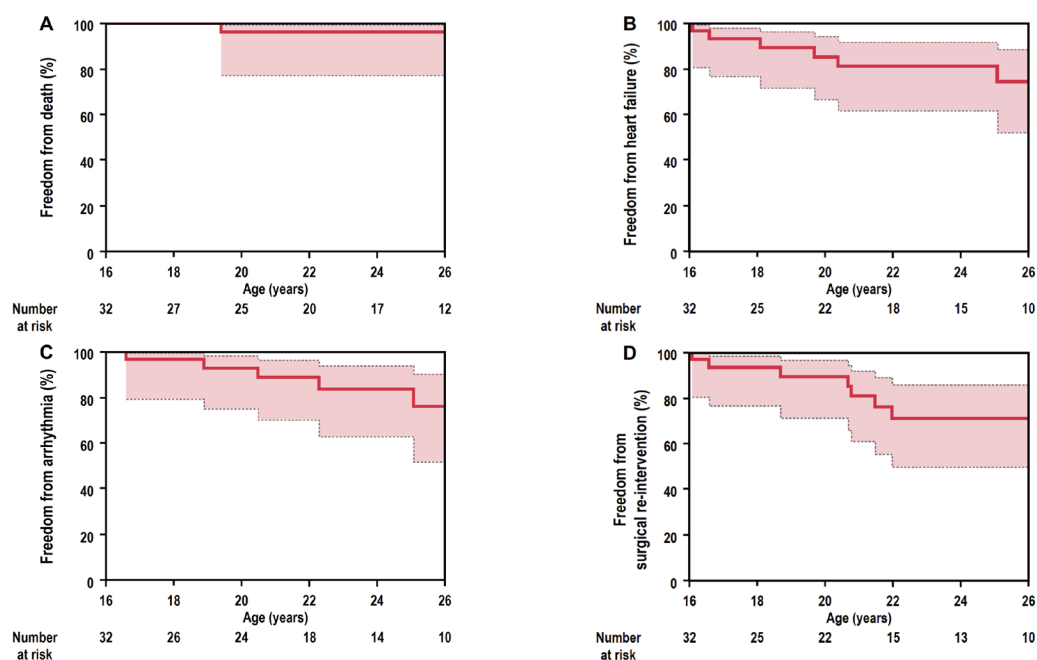 A
Freedom from death (%)
100
80
60
40
20
0
16 18 20 22 24 26
Age (years)
Number at risk
32 27 25 20 17 12
B
Freedom from heart failure (%)
100
80
60
40
20
0
16 18 20 22 24 26
Age (years)
Number at risk
32 25 22 18 15 10
C
Freedom from arrhythmia (%)
100
80
60
40
20
0
16 18 20 22 24 26
Age (years)
Number at risk
32 26 24 18 14 10
D
Freedom from
surgical re-intervention (%)
100
80
60
40
20
0
16 18 20 22 24 26
Age (years)
Number at risk
32 25 22 15 13 10